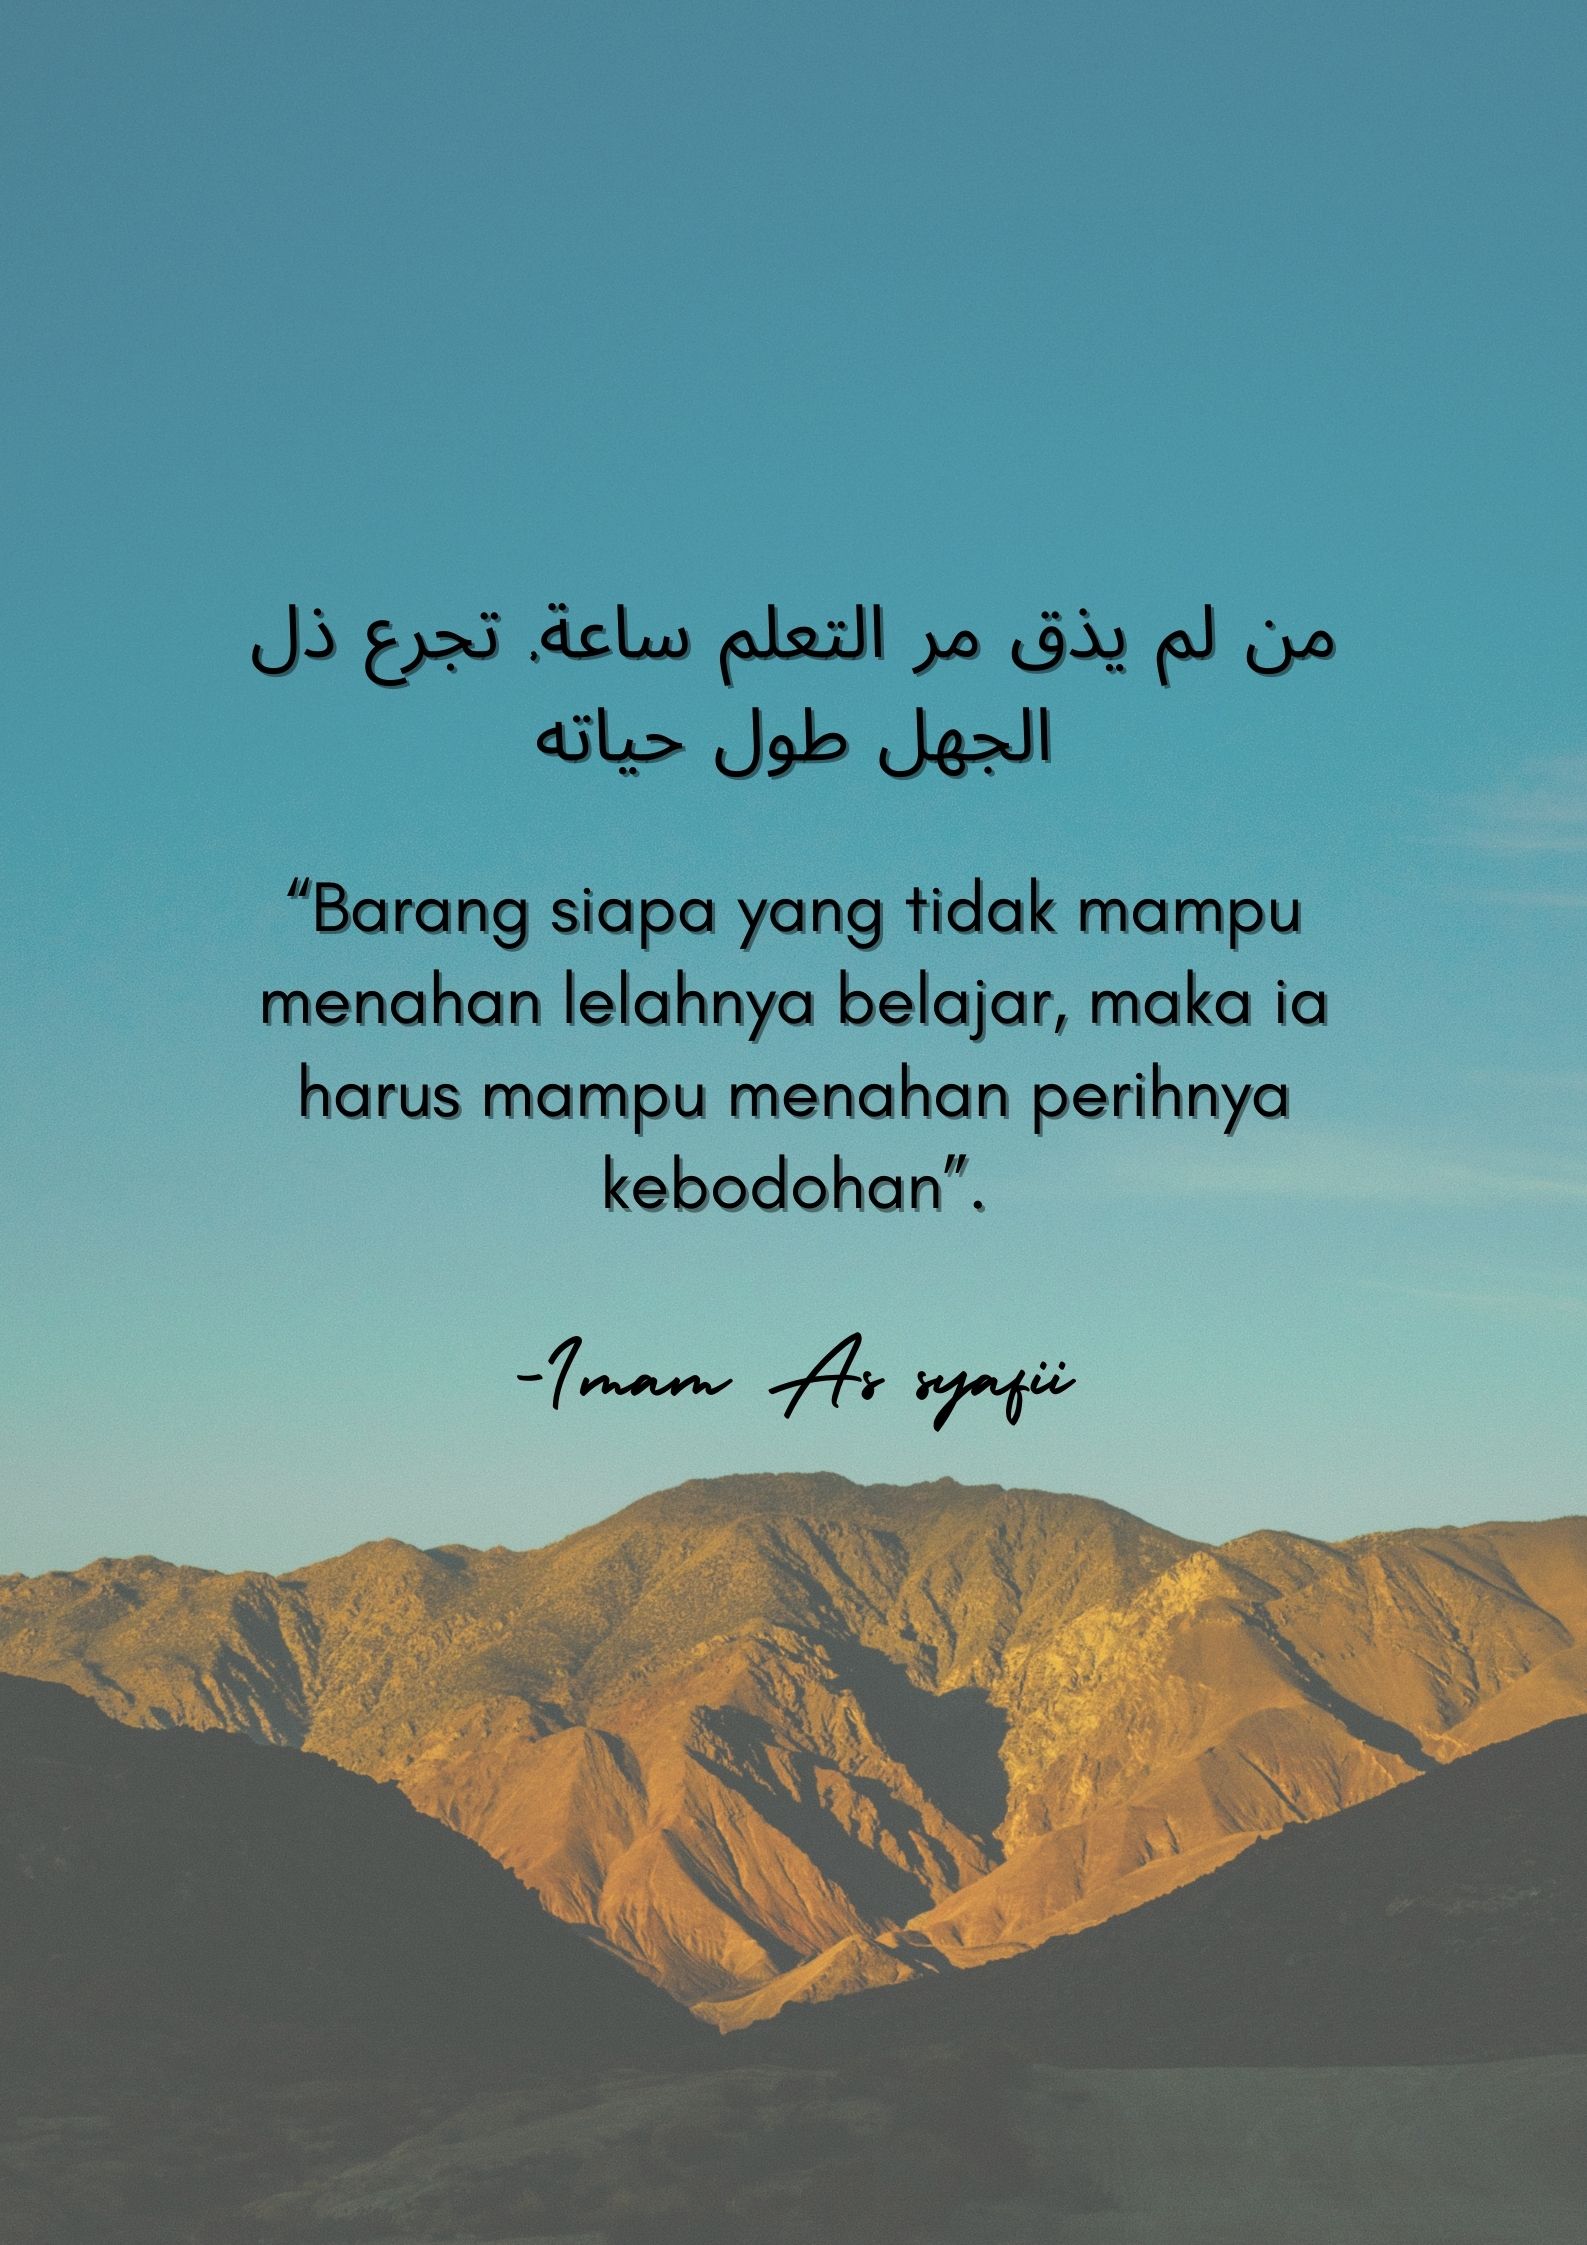 من لم يذق مر التعلم ساعة. تجرع ذل
الجهل طول حياته
“Barang siapa yang tidak mampu
menahan lelahnya belajar, maka ia
harus mampu menahan perihnya
kebodohan”.
-Imam As syafii